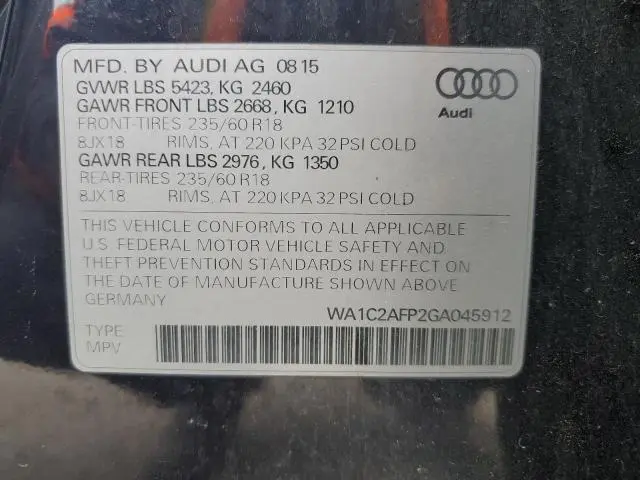 MFD. BY AUDI AG 08 15
GVWR LBS 5423, KG 2460
GAWR FRONT LBS 2668, KG 1210
FRONT-TIRES 235/60 R18
8JX18 RIMS, AT 220 KPA 32 PSI COLD
GAWR REAR LBS 2976, KG 1350
REAR-TIRES 235/60 R18
8JX18 RIMS, AT 220 KPA 32 PSI COLD
Audi
THIS VEHICLE CONFORMS TO ALL APPLICABLE
U.S. FEDERAL MOTOR VEHICLE SAFETY AND
THEFT PREVENTION STANDARDS IN EFFECT ON
THE DATE OF MANUFACTURE SHOWN ABOVE
GERMANY
WA1C2AFP2GA045912
TYPE
MPV